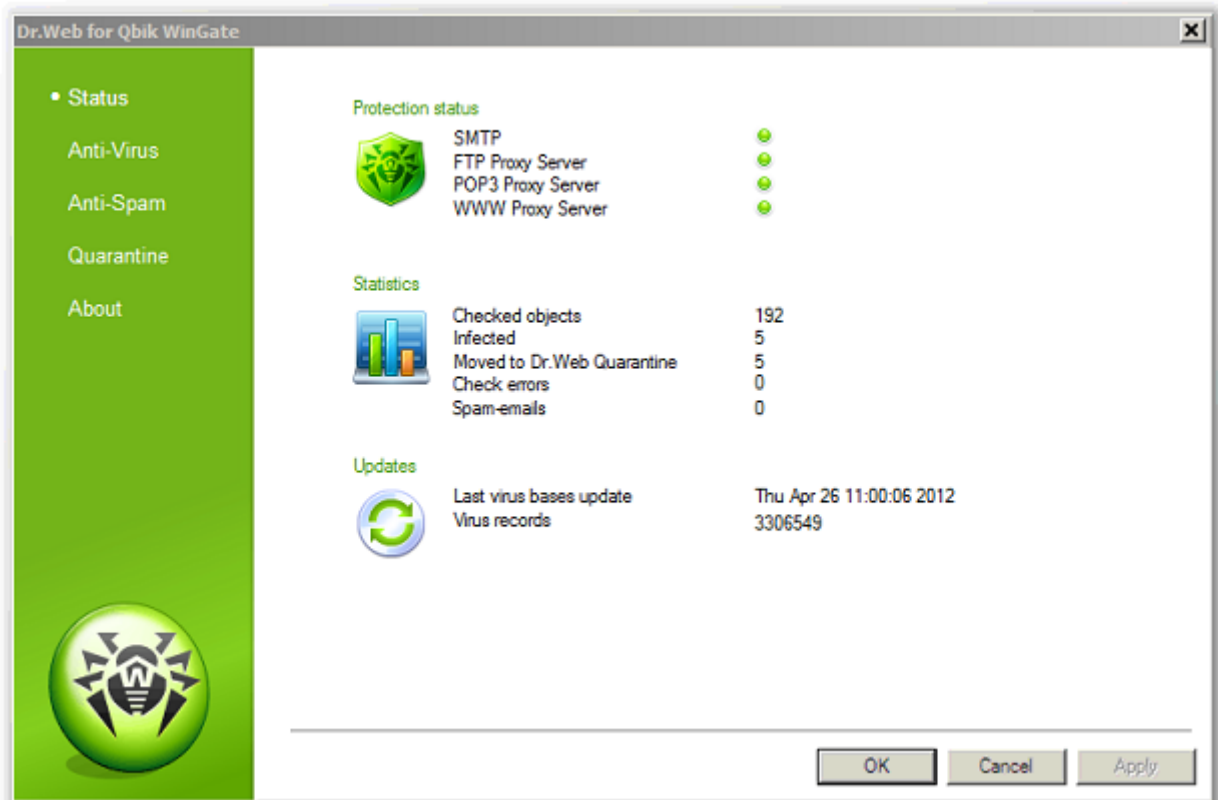 Dr.Web for Qbik WinGate
Status
Anti-Virus
Anti-Spam
Quarantine
About
Protection status
SMTP
FTP Proxy Server
POP3 Proxy Server
WWW Proxy Server
Statistics
Checked objects 192
Infected 5
Moved to Dr.Web Quarantine 5
Check errors 0
Spam-emails 0
Updates
Last virus bases update Thu Apr 26 11:00:06 2012
Virus records 3306549
W
OK Cancel Apply